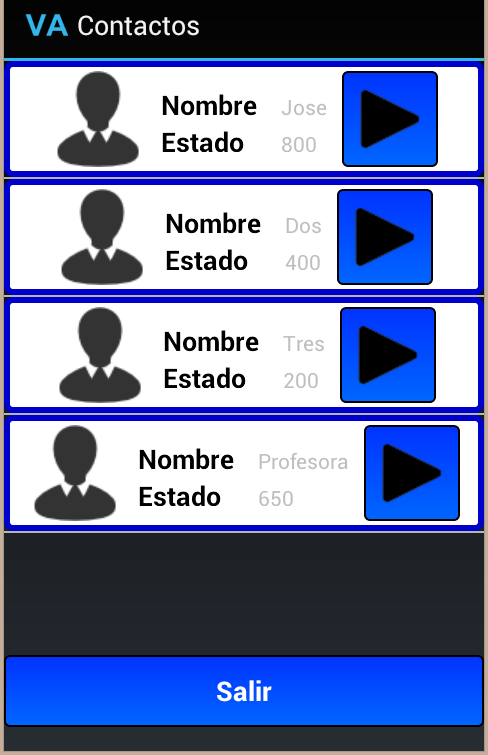 VA Contactos
Nombre Jose
Estado 800
Nombre Dos
Estado 400
Nombre Tres
Estado 200
Nombre Profesora
Estado 650
Salir